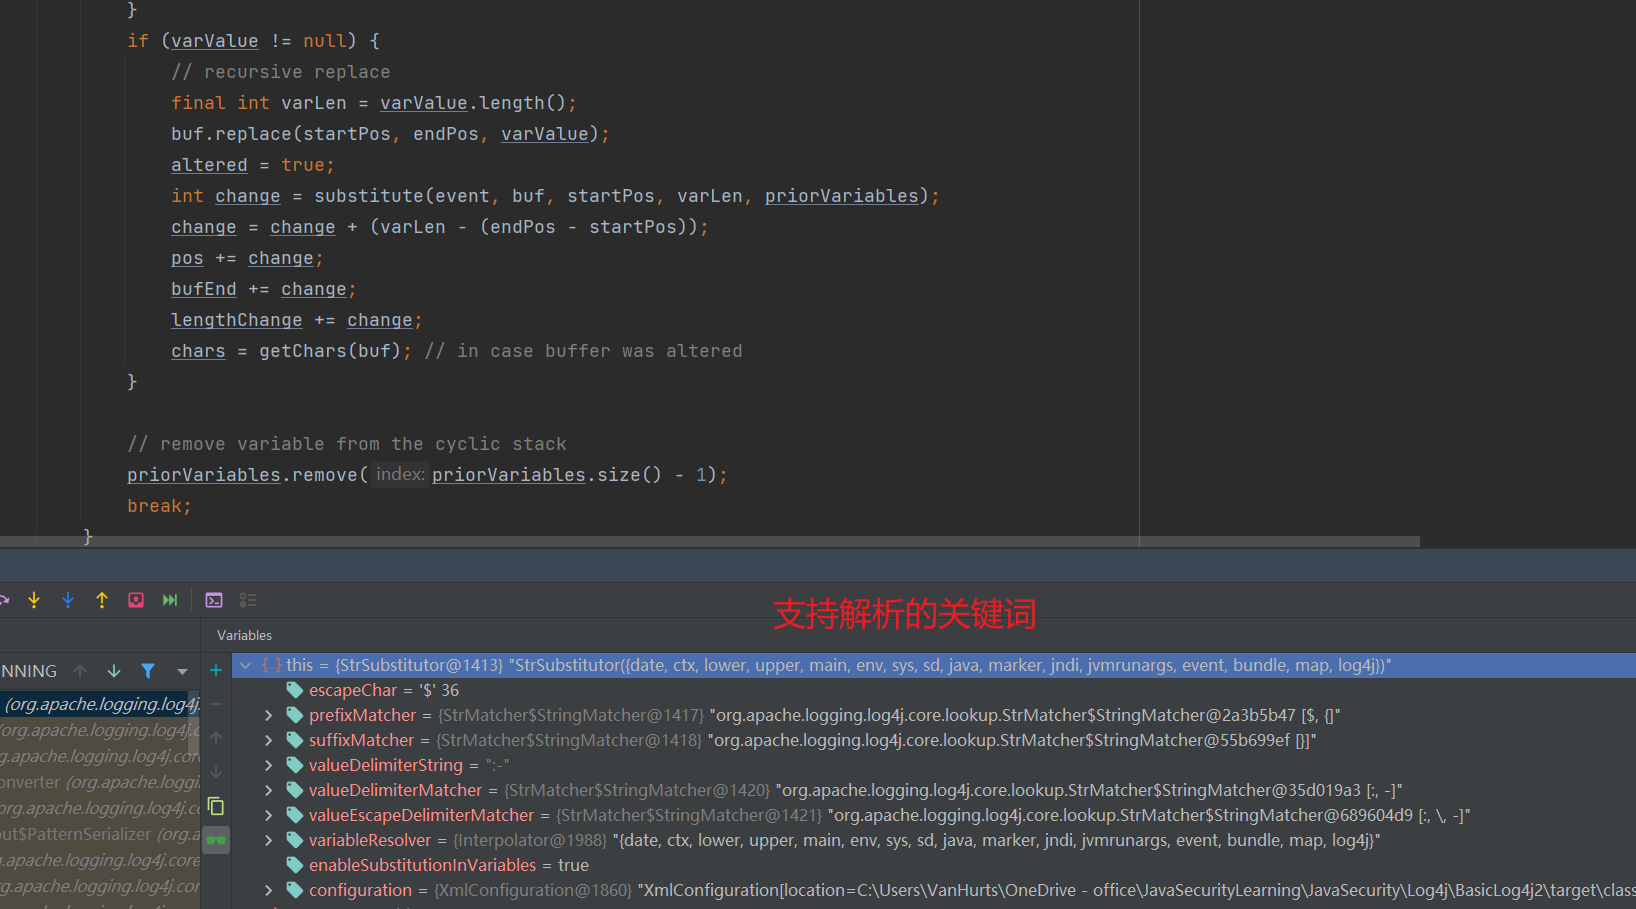 }
if (varValue != null) {
// recursive replace
final int varLen = varValue.length();
buf.replace(startPos, endPos, varValue);
altered = true;
int change = substitute(event, buf, startPos, varLen, priorVariables);
change = change + (varLen - (endPos - startPos));
pos += change;
bufEnd += change;
lengthChange += change;
chars = getChars(buf); // in case buffer was altered
}
// remove variable from the cyclic stack
priorVariables.remove( index: priorVariables.size() - 1);
break;
}
支持解析的关键词
Variables
NNING
this = {StrSubstitutor@1413} "StrSubstitutor({date, ctx, lower, upper, main, env, sys, sd, java, marker, jndi, jvmrunargs, event, bundle, map, log4j})"
escapeChar = '$' 36
prefixMatcher = {StrMatcher$StringMatcher@1417} "org.apache.logging.log4j.core.lookup.StrMatcher$StringMatcher@2a3b5b47 [$, {]"
suffixMatcher = {StrMatcher$StringMatcher@1418} "org.apache.logging.log4j.core.lookup.StrMatcher$StringMatcher@55b699ef [}]"
valueDelimiterString = ":-"
valueDelimiterMatcher = {StrMatcher$StringMatcher@1420} "org.apache.logging.log4j.core.lookup.StrMatcher$StringMatcher@35d019a3 [:, -]"
valueEscapeDelimiterMatcher = {StrMatcher$StringMatcher@1421} "org.apache.logging.log4j.core.lookup.StrMatcher$StringMatcher@689604d9 [:, \, -]"
variableResolver = {Interpolator@1988} "{date, ctx, lower, upper, main, env, sys, sd, java, marker, jndi, jvmrunargs, event, bundle, map, log4j}"
enableSubstitutionInVariables = true
configuration = {XmlConfiguration@1860} "XmlConfiguration[location=C:\Users\VanHurts\OneDrive - office\JavaSecurityLearning\JavaSecurity\Log4j\BasicLog4j2\target\class
(org.apache.logging.log4j.
(org.apache.logging.log4j.c
g.apache.logging.log4j.cor
onverter (org.apache.loggi
org.apache.logging.log4j.c
out$PatternSerializer (org.a
.apache.logging.log4j.core
g.apache.logging.log4j.cor